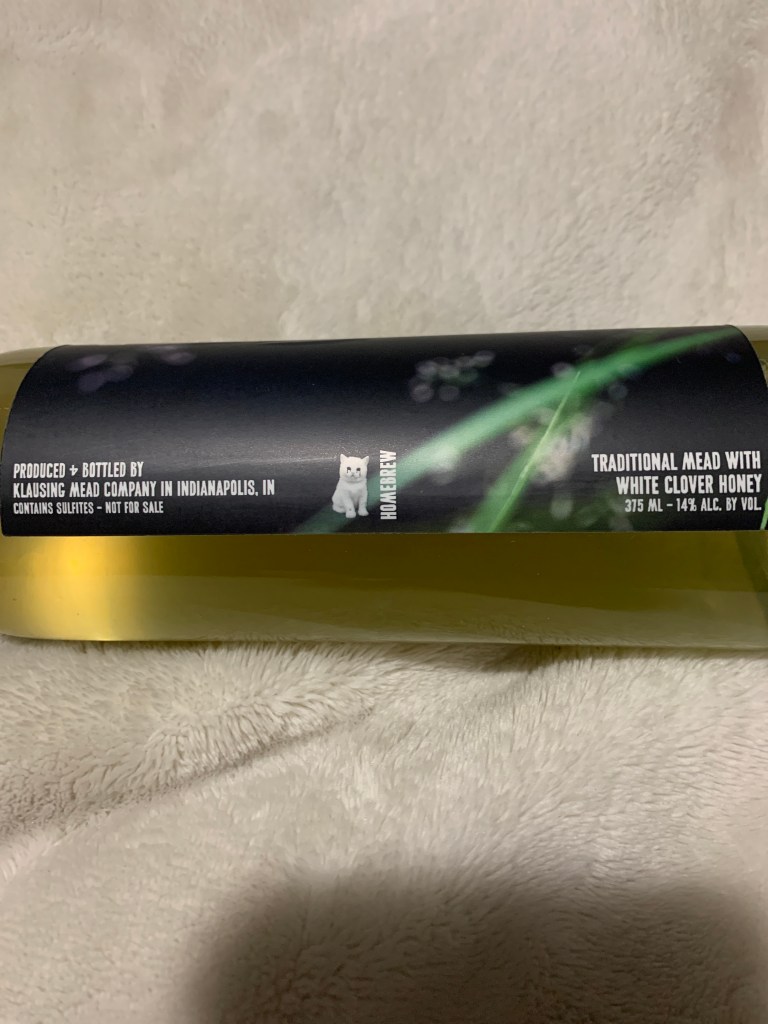 PRODUCED + BOTTLED BY
KLAUSING MEAD COMPANY IN INDIANAPOLIS, IN
CONTAINS SULFITES - NOT FOR SALE
HOMEBREW
TRADITIONAL MEAD WITH
WHITE CLOVER HONEY
375 ML - 14% ALC. BY VOL.